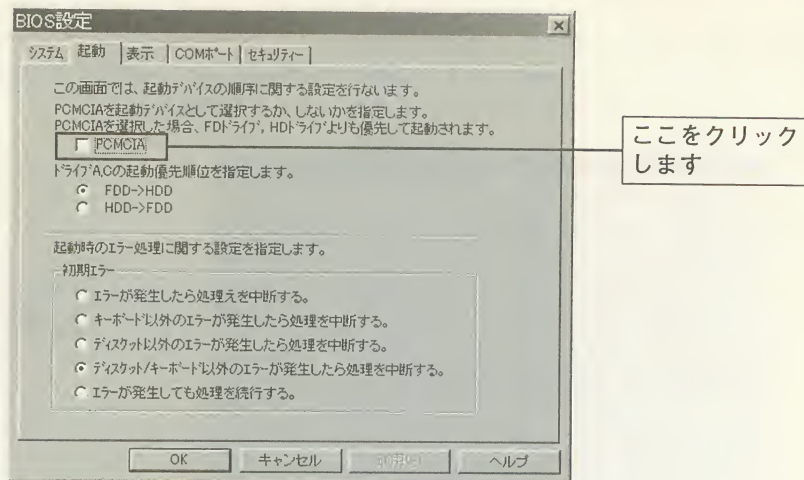 BIOS設定
システム 起動 表示 COMポート セキュリティー
この画面では、起動デバイスの順序に関する設定を行ないます。
PCMCIAを起動デバイスとして選択するか、しないかを指定します。
PCMCIAを選択した場合、FDドライブ, HDドライブよりも優先して起動されます。
PCMCIA
ここをクリック
します
ドライブA,Cの起動優先順位を指定します。
FDD->HDD
HDD->FDD
起動時のエラー処理に関する設定を指定します。
初期エラー
エラーが発生したら処理えを中断する。
キーボード以外のエラーが発生したら処理を中断する。
ディスケット以外のエラーが発生したら処理を中断する。
ディスケット/キーボード以外のエラーが発生したら処理を中断する。
エラーが発生しても処理を続行する。
OK キャンセル ヘルプ